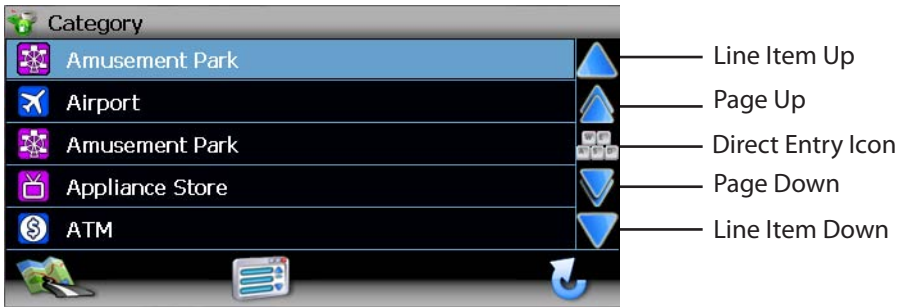 Category
Amusement Park
Line Item Up
Airport
Page Up
Amusement Park
Direct Entry Icon
Appliance Store
Page Down
ATM
Line Item Down